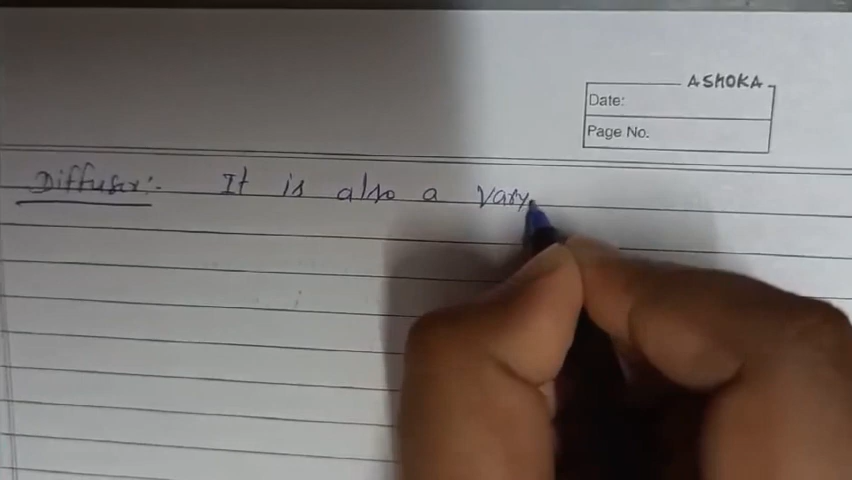 ASHOKA
Date:
Page No.
Diffuser:- It is also a vary